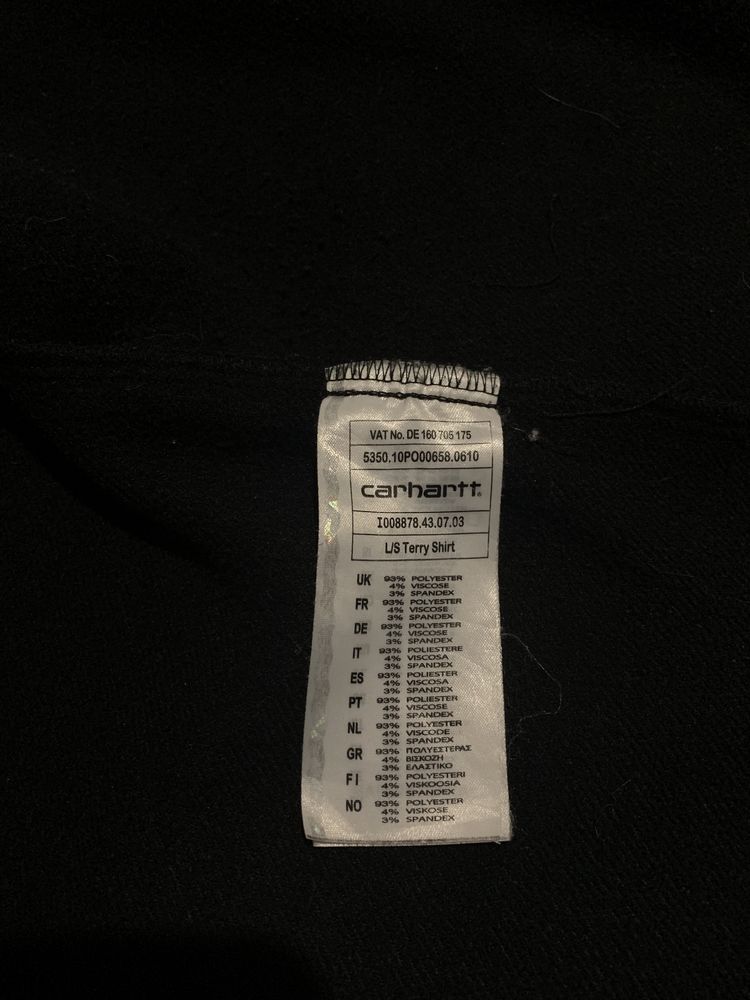 VAT No. DE 160 705 175
5350.10PO00658.0610
carhartt®
I008878.43.07.03
L/S Terry Shirt
UK 93% POLYESTER
4% VISCOSE
3% SPANDEX
FR 93% POLYESTER
4% VISCOSE
3% SPANDEX
DE 93% POLYESTER
4% VISCOSE
3% SPANDEX
IT 93% POLIESTERE
4% VISCOSA
3% SPANDEX
ES 93% POLIESTER
4% VISCOSA
3% SPANDEX
PT 93% POLIESTER
4% VISCOSE
3% SPANDEX
NL 93% POLYESTER
4% VISCODE
3% SPANDEX
GR 93% ΠΟΛΥΕΣΤΕΡΑΣ
4% ΒΙΣΚΟΖΗ
3% ΕΛΑΣΤΙΚΟ
FI 93% POLYESTERI
4% VISKOOSIA
3% SPANDEX
NO 93% POLYESTER
4% VISKOSE
3% SPANDEX